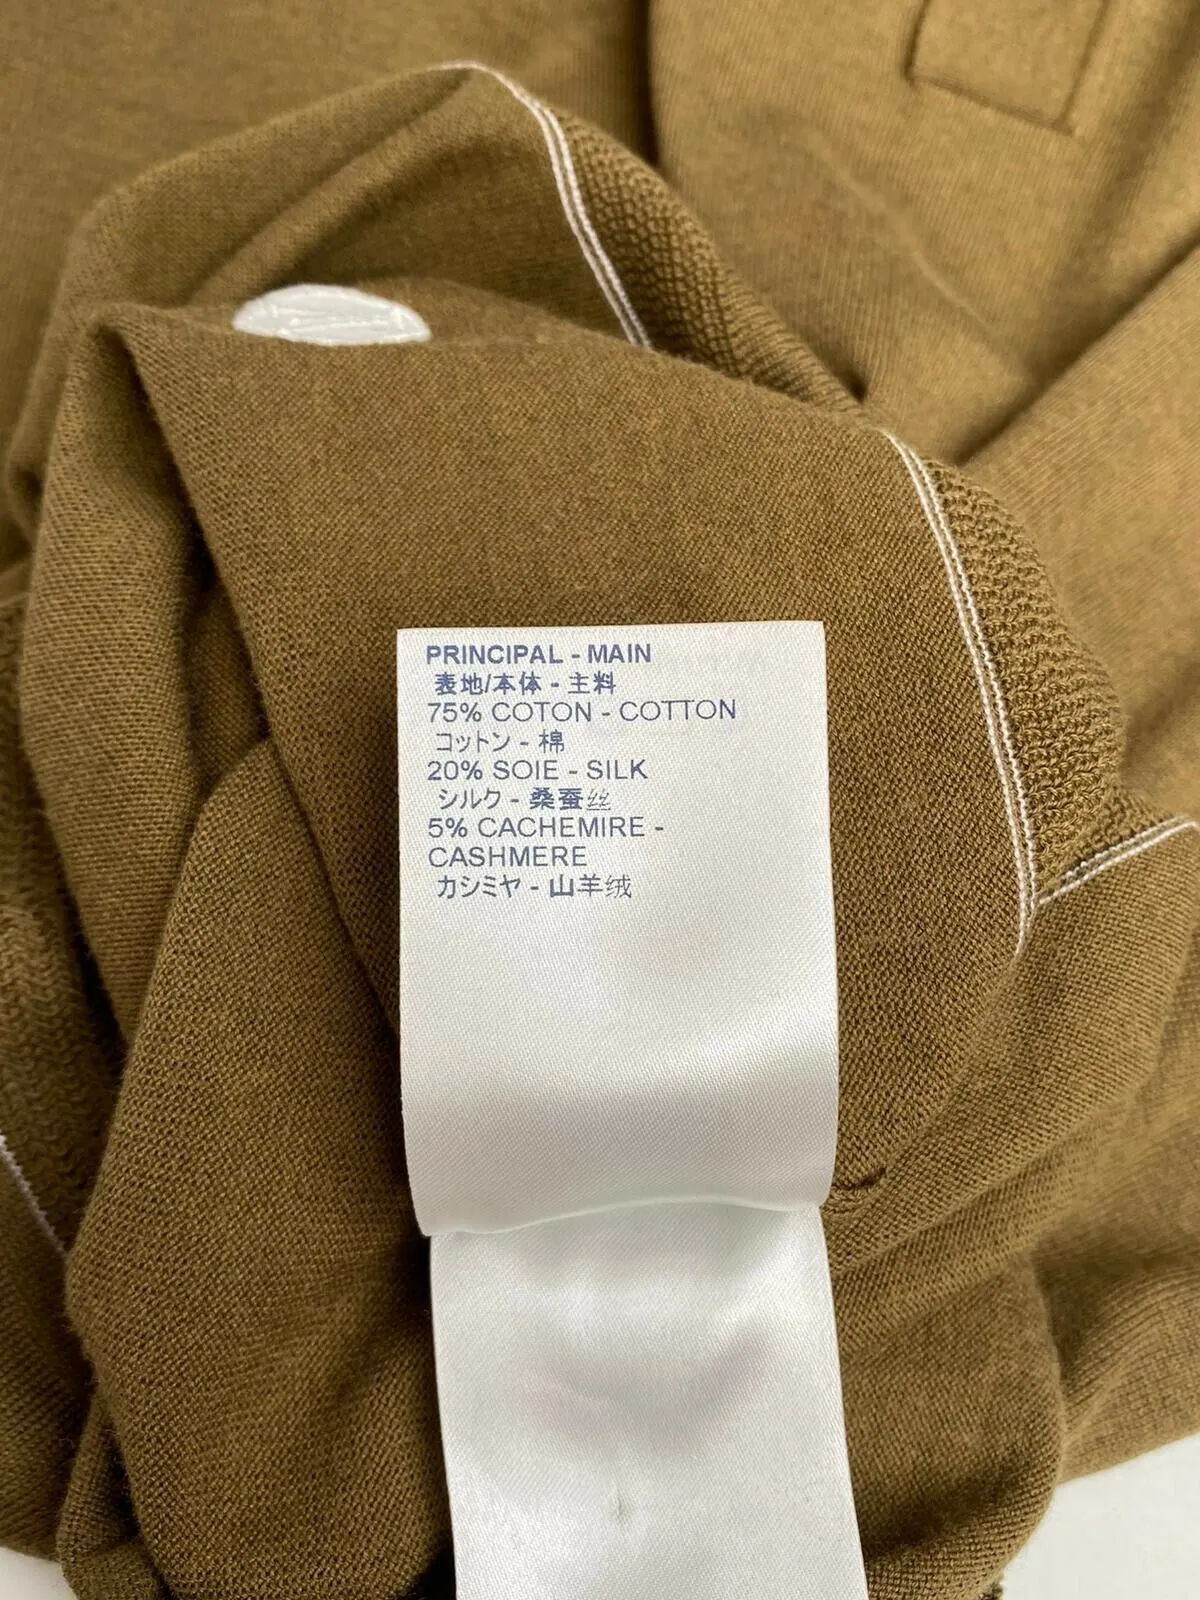 PRINCIPAL - MAIN
表地/本体 - 主料
75% COTON - COTTON
コットン - 棉
20% SOIE - SILK
シルク - 桑蚕丝
5% CACHEMIRE -
CASHMERE
カシミヤ - 山羊绒